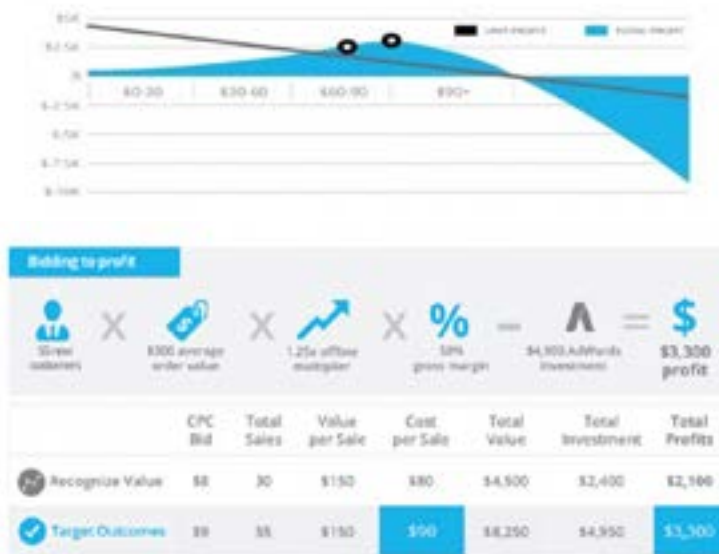 $5K
$2.5K
$-2.5K
$-7.5K
$-10K
$0-30 $30-60 $60-90 $90+
Bidding to profit
X X X % – =  $
55 new customers
$300 average order value
1.25x offline multiplier
50% gross margin
$4,950 AdWords investment
$3,300 profit
CPC Bid Total Sales Value per Sale Cost per Sale Total Value Total Investment Total Profits
Recognize Value $8 30 $150 $80 $4,500 $2,400 $2,100
Target Outcomes $9 55 $150 $90 $8,250 $4,950 $3,300